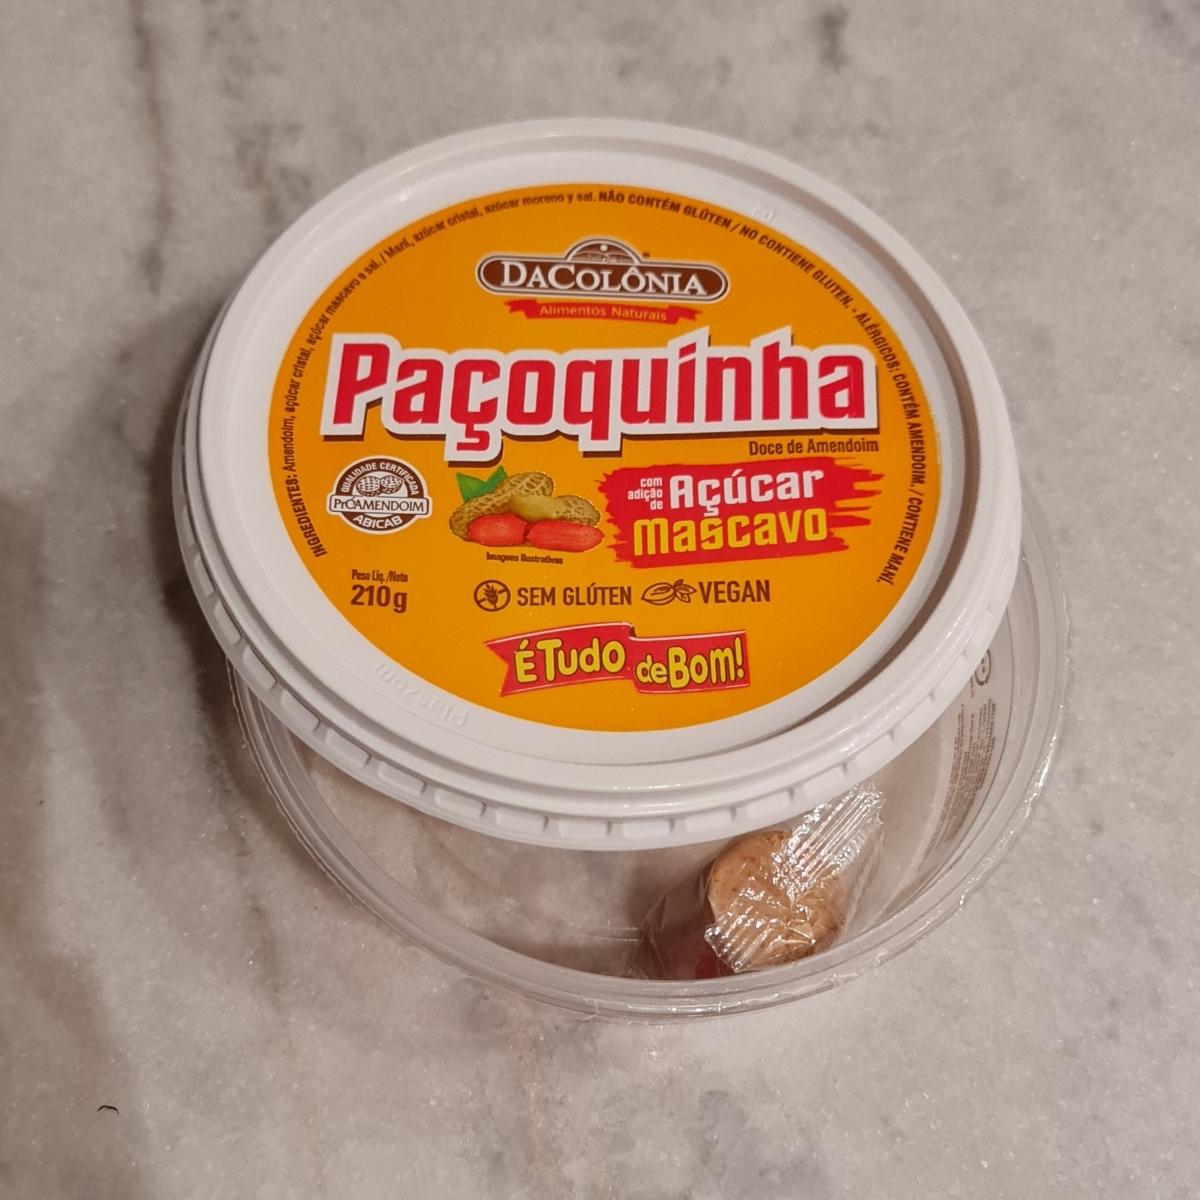 INGREDIENTES: Amendoim, açúcar cristal, açúcar mascavo e sal. / Maní, azúcar cristal, azúcar moreno y sal. NÃO CONTÉM GLÚTEN / NO CONTIENE GLUTEN. - ALÉRGICOS: CONTÉM AMENDOIM. / CONTIENE MANÍ.
DACOLÔNIA
Alimentos Naturais
Paçoquinha
Doce de Amendoim
com adição de
Açúcar
mascavo
QUALIDADE CERTIFICADA
PRÓAMENDOIM
ABICAB
Imagens Ilustrativas
Peso Líq./Neto
210g
SEM GLÚTEN
VEGAN
É Tudo de Bom!
Plaszom